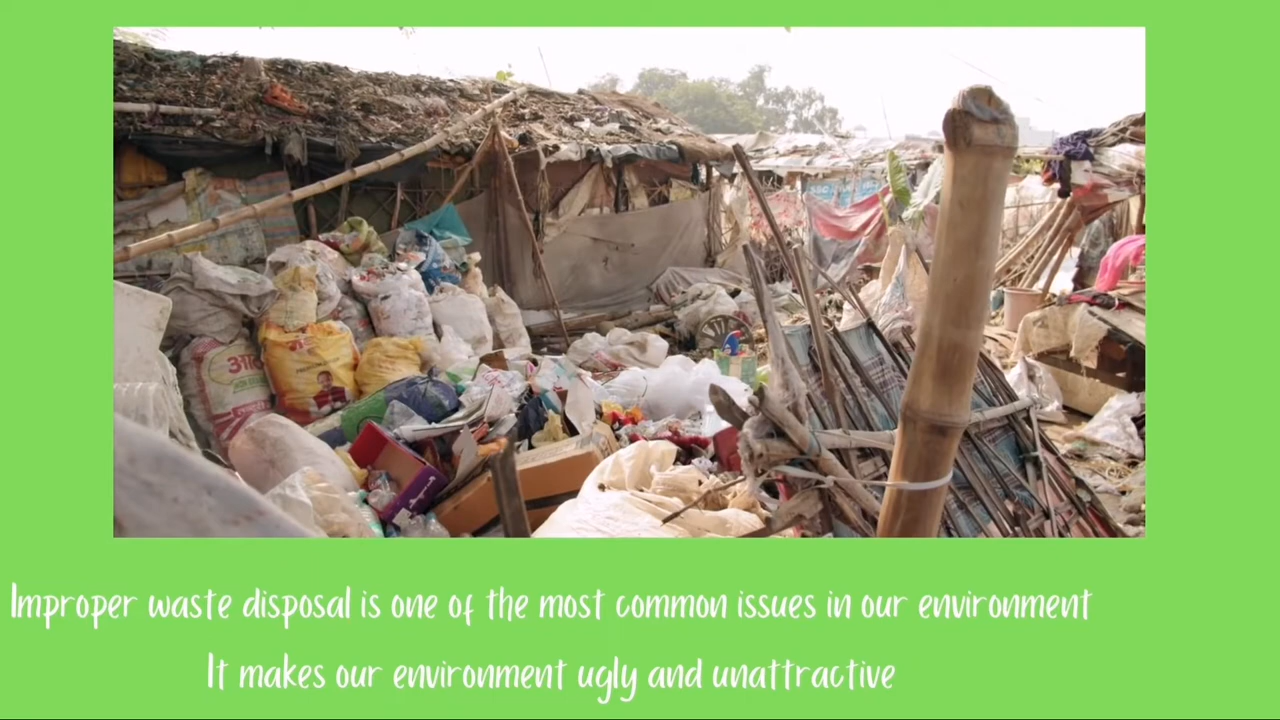 SSC
Improper waste disposal is one of the most common issues in our environment
It makes our environment ugly and unattractive